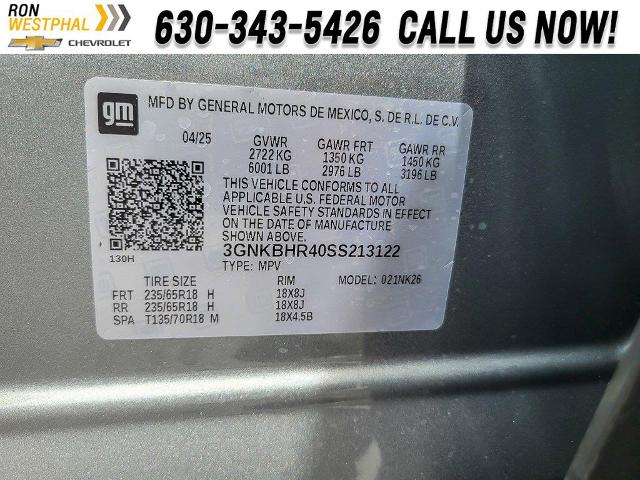 RON
WESTPHAL
CHEVROLET
630-343-5426 CALL US NOW!
gm
MFD BY GENERAL MOTORS DE MEXICO, S. DE R.L. DE C.V.
04/25 GVWR GAWR FRT GAWR RR
2722 KG 1350 KG 1450 KG
6001 LB 2976 LB 3196 LB
THIS VEHICLE CONFORMS TO ALL
APPLICABLE U.S. FEDERAL MOTOR
VEHICLE SAFETY STANDARDS IN EFFECT
ON THE DATE OF MANUFACTURE
SHOWN ABOVE.
130H 3GNKBHR40SS213122
TYPE: MPV MODEL: 021NK26
TIRE SIZE RIM
FRT 235/65R18 H 18X8J
RR 235/65R18 H 18X8J
SPA T135/70R18 M 18X4.5B